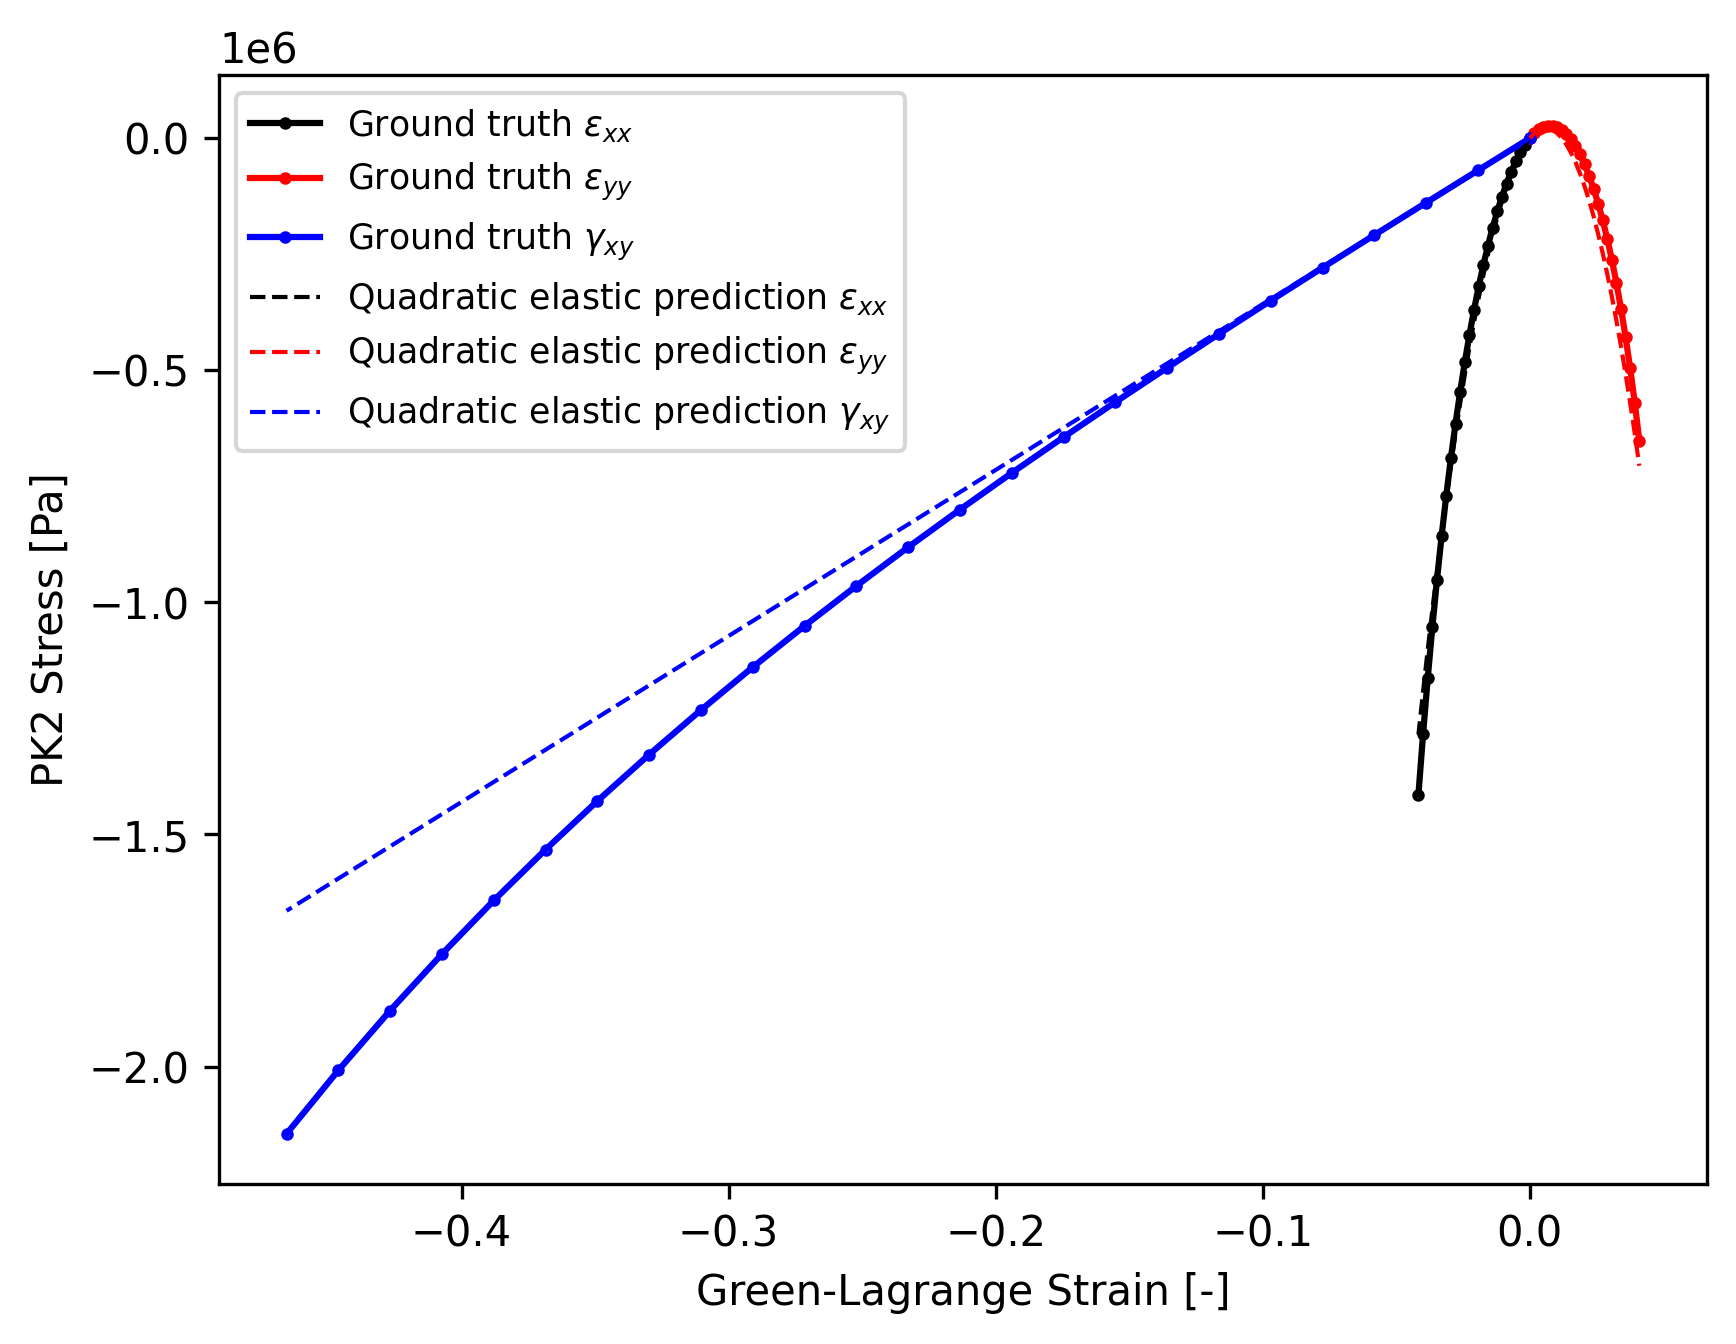 1e6
Ground truth εxx
Ground truth εyy
Ground truth γxy
Quadratic elastic prediction εxx
Quadratic elastic prediction εyy
Quadratic elastic prediction γxy
0.0
−0.5
−1.0
−1.5
−2.0
PK2 Stress [Pa]
−0.4 −0.3 −0.2 −0.1 0.0
Green-Lagrange Strain [-]